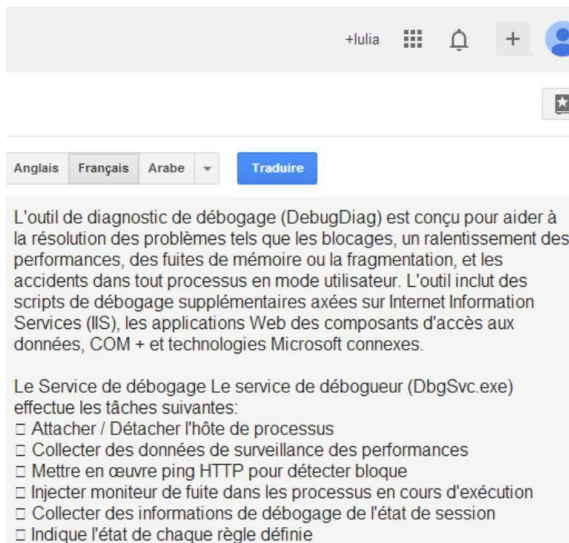 +Iulia
Anglais Français Arabe Traduire
L'outil de diagnostic de débogage (DebugDiag) est conçu pour aider à
la résolution des problèmes tels que les blocages, un ralentissement des
performances, des fuites de mémoire ou la fragmentation, et les
accidents dans tout processus en mode utilisateur. L'outil inclut des
scripts de débogage supplémentaires axées sur Internet Information
Services (IIS), les applications Web des composants d'accès aux
données, COM + et technologies Microsoft connexes.
Le Service de débogage Le service de débogueur (DbgSvc.exe)
effectue les tâches suivantes:
□ Attacher / Détacher l'hôte de processus
□ Collecter des données de surveillance des performances
□ Mettre en œuvre ping HTTP pour détecter bloque
□ Injecter moniteur de fuite dans les processus en cours d'exécution
□ Collecter des informations de débogage de l'état de session
□ Indique l'état de chaque règle définie